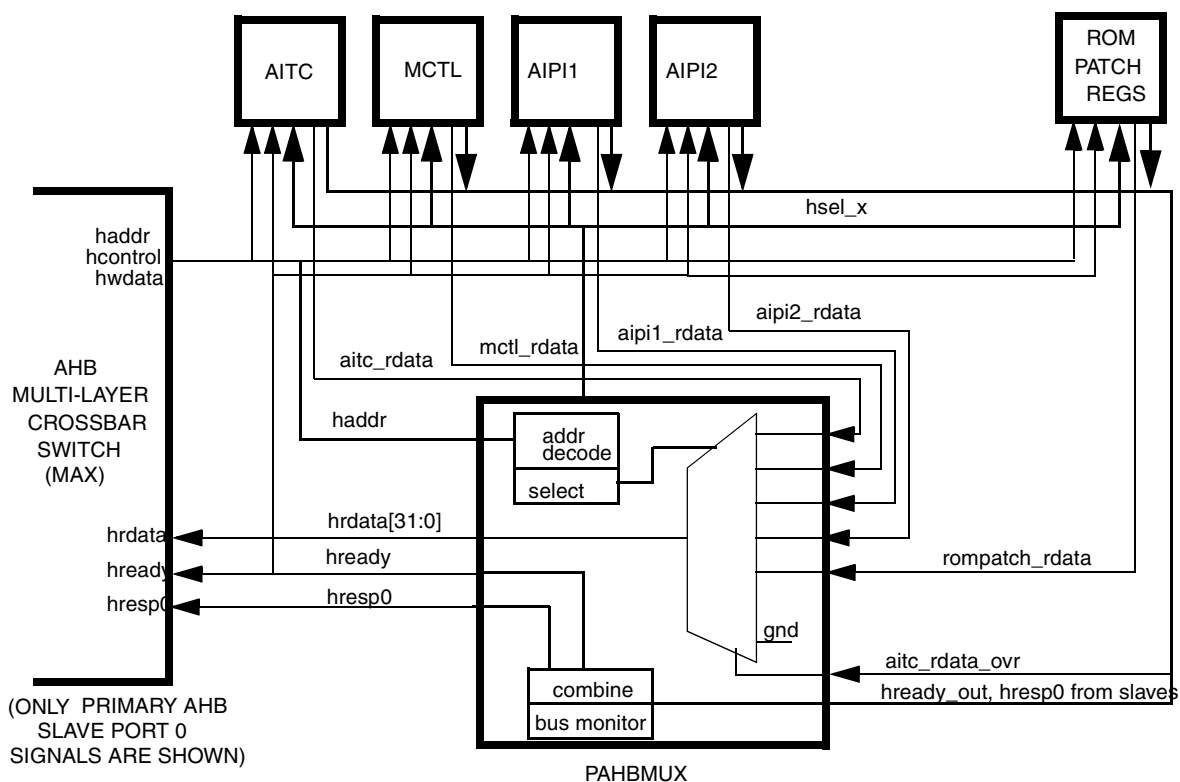 AITC
MCTL
AIPI1
AIPI2
ROM
PATCH
REGS
hsel_x
haddr
hcontrol
hwdata
aipi2_rdata
aipi1_rdata
mctl_rdata
aitc_rdata
AHB
MULTI-LAYER
CROSSBAR
SWITCH
(MAX)
haddr
addr
decode
select
hrdata[31:0]
hrdata
hready
hready
hresp0
hresp0
rompatch_rdata
gnd
aitc_rdata_ovr
hready_out, hresp0 from slaves
combine
bus monitor
(ONLY PRIMARY AHB
SLAVE PORT 0
SIGNALS ARE SHOWN)
PAHBMUX